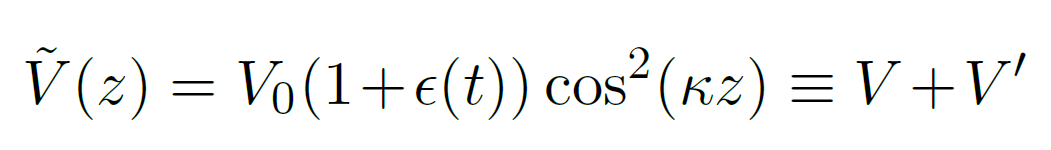 Ṽ(z) = V₀(1+ϵ(t)) cos²(κz) ≡ V + V′